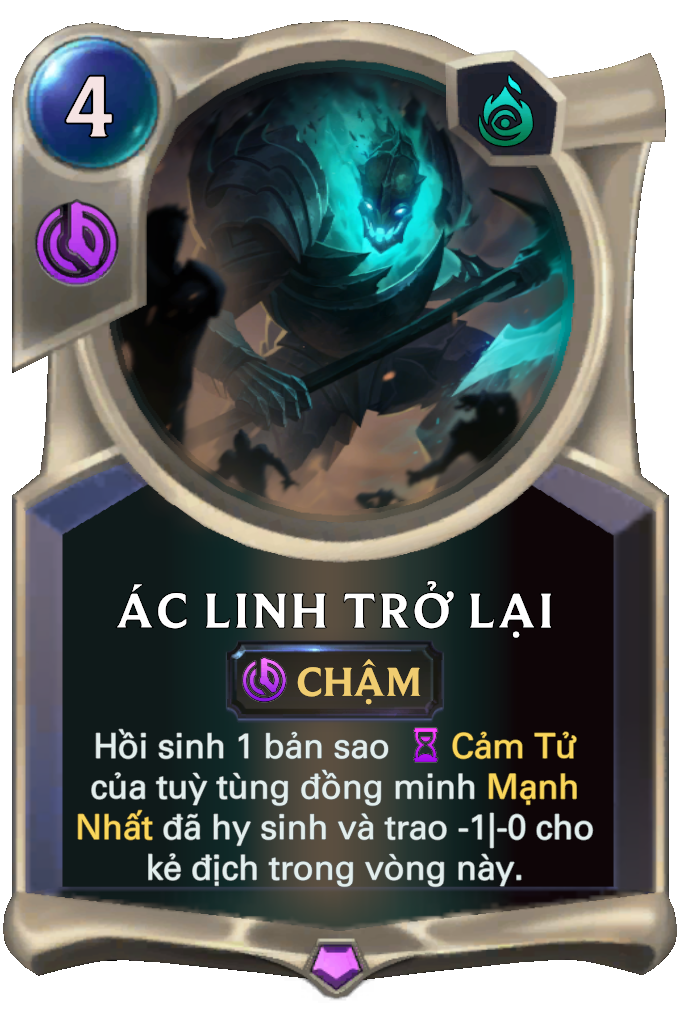 4
ÁC LINH TRỞ LẠI
CHẬM
Hồi sinh 1 bản sao Cảm Tử
của tuỳ tùng đồng minh Mạnh
Nhất đã hy sinh và trao -1|-0 cho
kẻ địch trong vòng này.